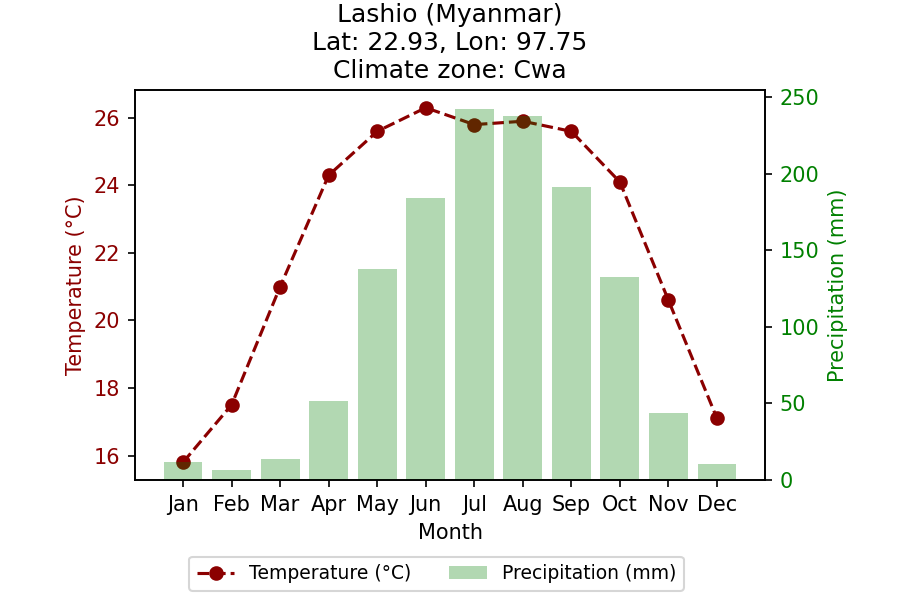 Lashio (Myanmar)
Lat: 22.93, Lon: 97.75
Climate zone: Cwa
Temperature (°C)
26
24
22
20
18
16
250
200
150
100
50
0
Precipitation (mm)
Jan Feb Mar Apr May Jun Jul Aug Sep Oct Nov Dec
Month
Temperature (°C) Precipitation (mm)